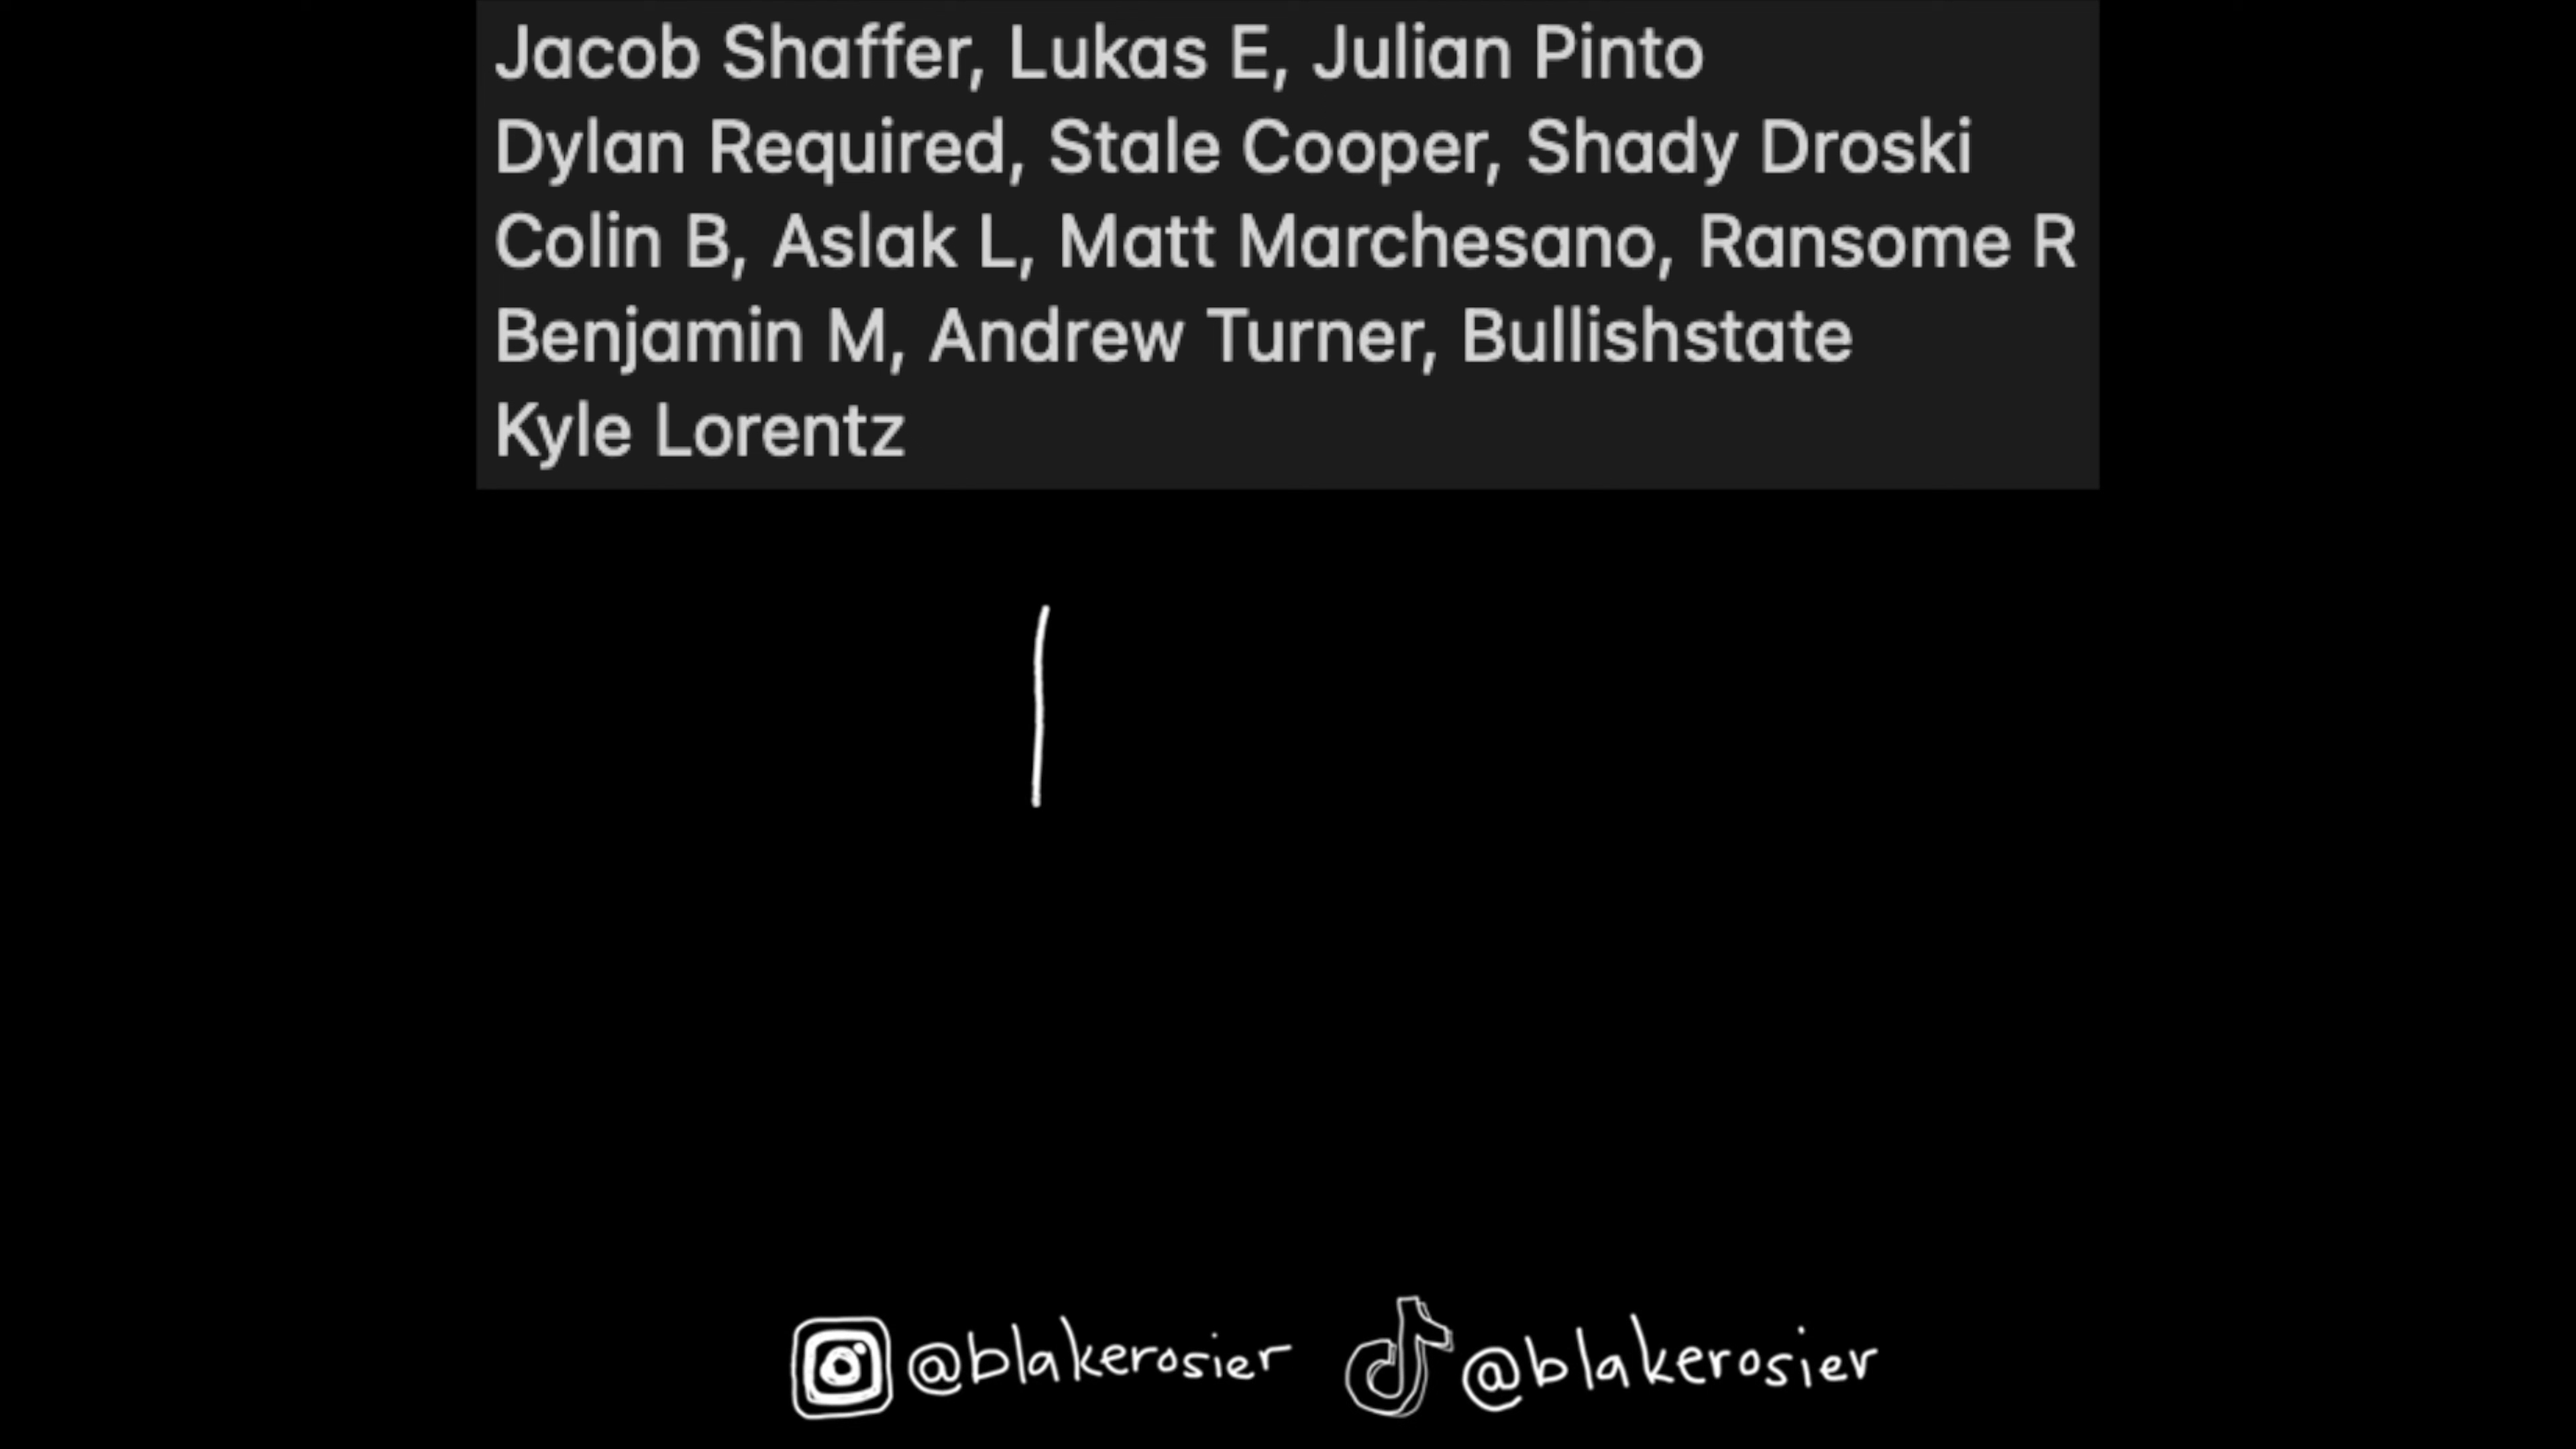 Jacob Shaffer, Lukas E, Julian Pinto
Dylan Required, Stale Cooper, Shady Droski
Colin B, Aslak L, Matt Marchesano, Ransome R
Benjamin M, Andrew Turner, Bullishstate
Kyle Lorentz
@blakerosier @blakerosier